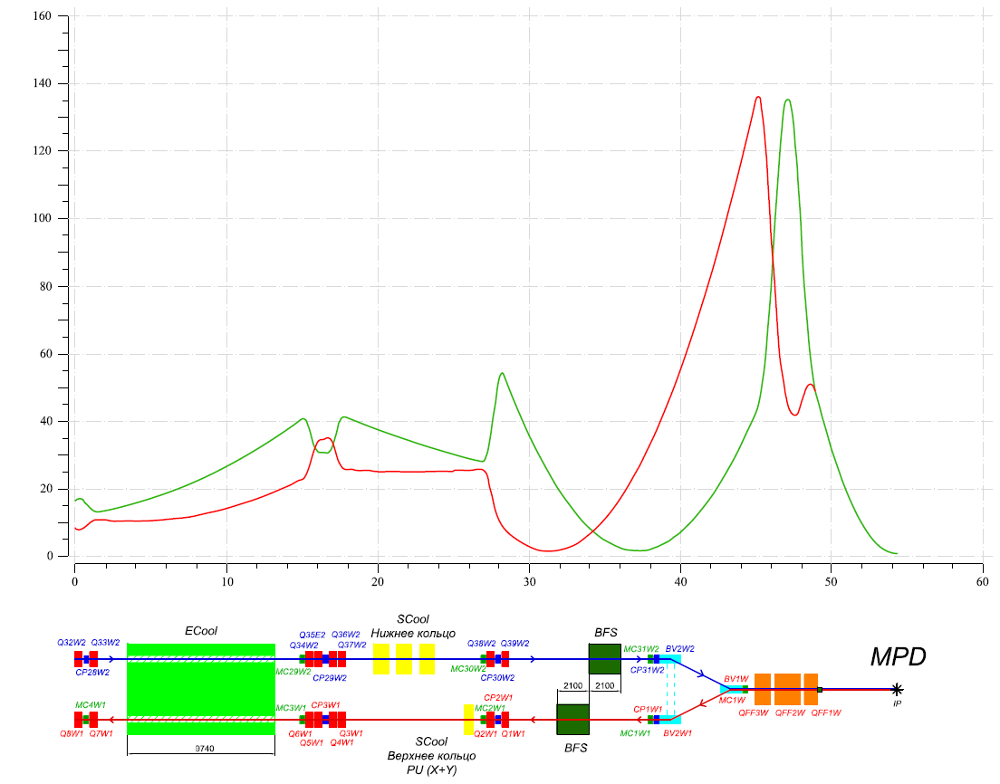 160
140
120
100
80
60
40
20
0
0 10 20 30 40 50 60
ECool
SCool
Нижнее кольцо
BFS
MPD
Q32W2 Q33W2
CP28W2
Q35E2 Q36W2
Q34W2 Q37W2
MC29W2
CP29W2
Q38W2 Q39W2
MC30W2
CP30W2
MC31W2 BV2W2
CP31W2
2100 2100
BV1W
MC1W
QFF3W QFF2W QFF1W
IP
MC4W1
Q8W1 Q7W1
MC3W1 CP3W1
Q6W1 Q3W1
Q5W1 Q4W1
CP2W1
MC2W1
Q2W1 Q1W1
CP1W1
MC1W1 BV2W1
9740
SCool
Верхнее кольцо
PU (X+Y)
BFS